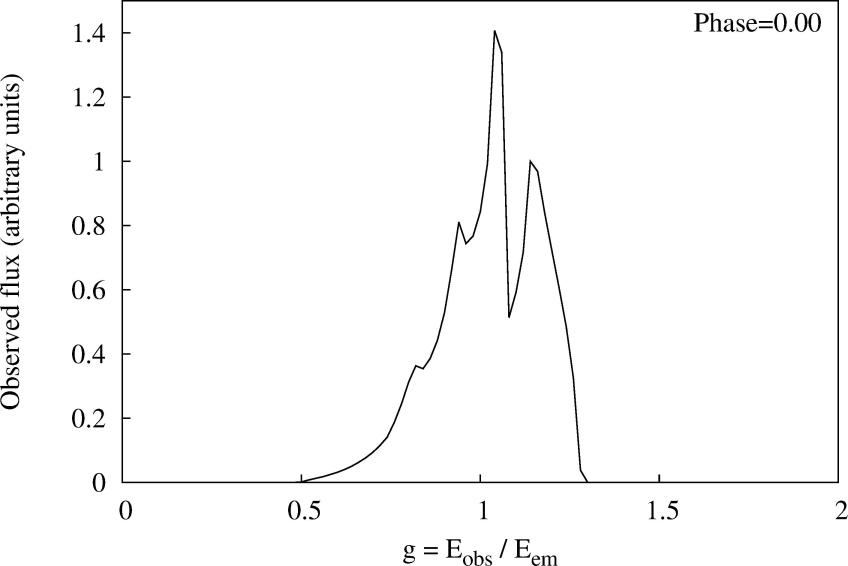 Phase=0.00
Observed flux (arbitrary units)
1.4
1.2
1
0.8
0.6
0.4
0.2
0
0 0.5 1 1.5 2
g = E_obs / E_em